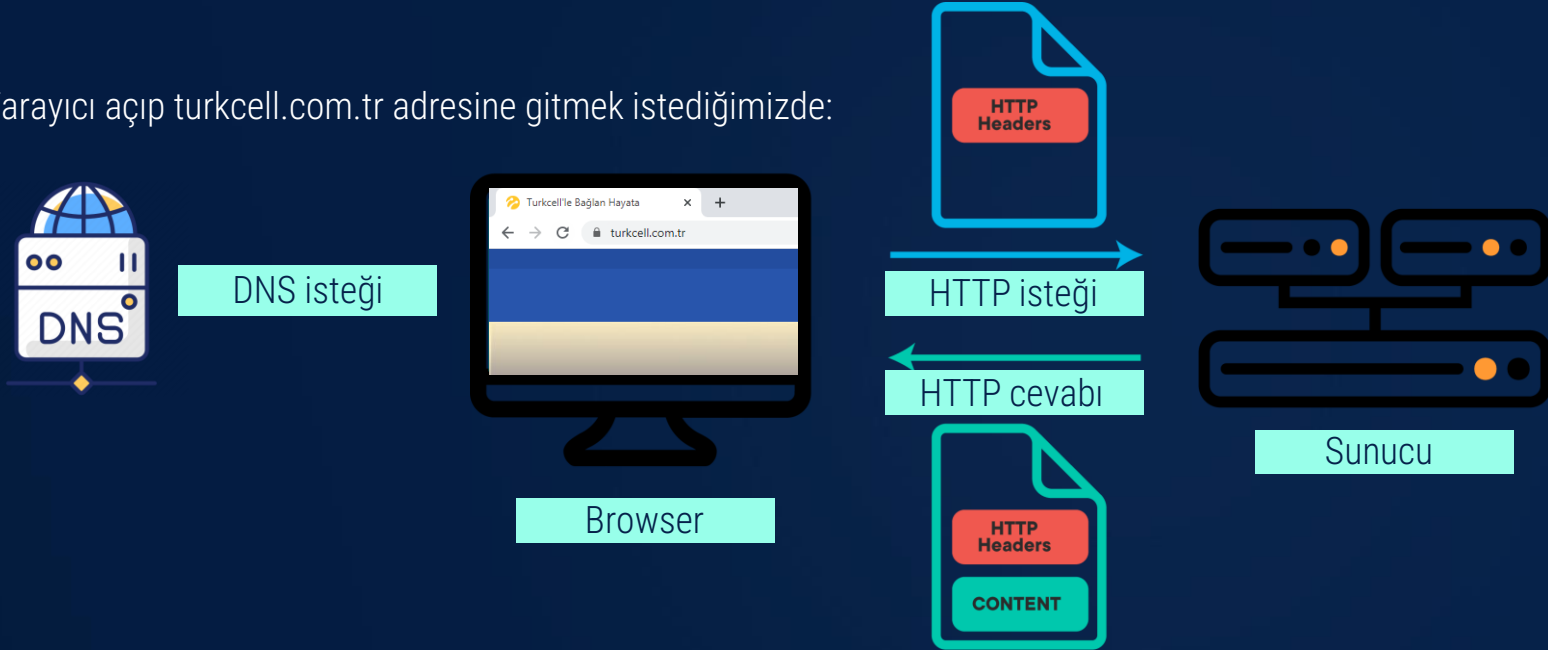 arayıcı açıp turkcell.com.tr adresine gitmek istediğimizde:
HTTP
Headers
Turkcell'le Bağlan Hayata
turkcell.com.tr
DNS
DNS isteği
HTTP isteği
HTTP cevabı
Sunucu
Browser
HTTP
Headers
CONTENT